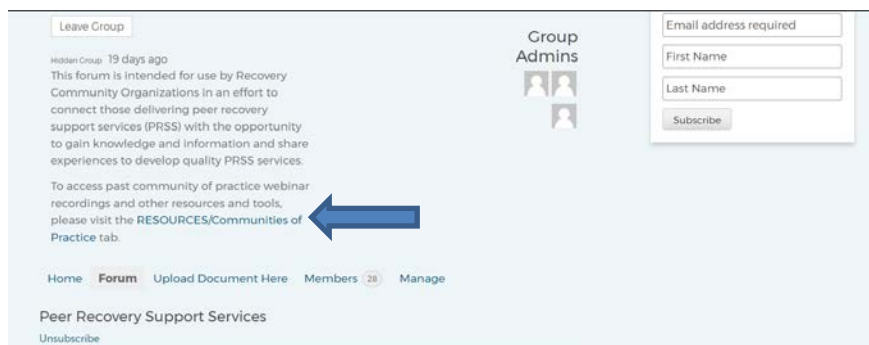 Leave Group
Hidden Group 19 days ago
This forum is intended for use by Recovery
Community Organizations in an effort to
connect those delivering peer recovery
support services (PRSS) with the opportunity
to gain knowledge and information and share
experiences to develop quality PRSS services.
To access past community of practice webinar
recordings and other resources and tools,
please visit the RESOURCES/Communities of
Practice tab.
Group
Admins
Email address required
First Name
Last Name
Subscribe
Home Forum Upload Document Here Members 28 Manage
Peer Recovery Support Services
Unsubscribe